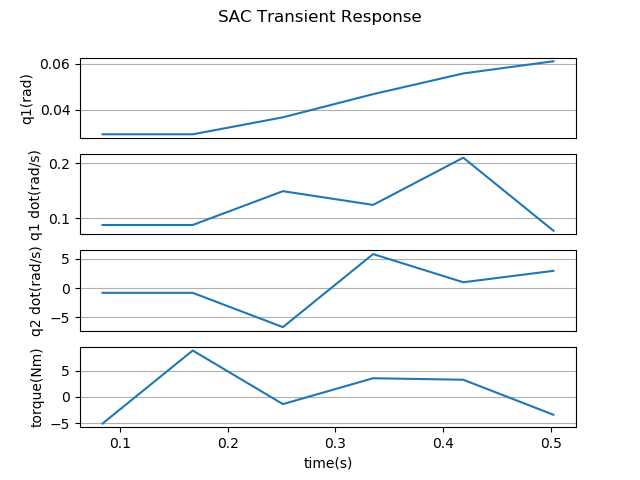 SAC Transient Response
q1(rad)
0.06
0.04
q1 dot(rad/s)
0.2
0.1
q2 dot(rad/s)
5
0
−5
torque(Nm)
5
0
−5
0.1 0.2 0.3 0.4 0.5
time(s)